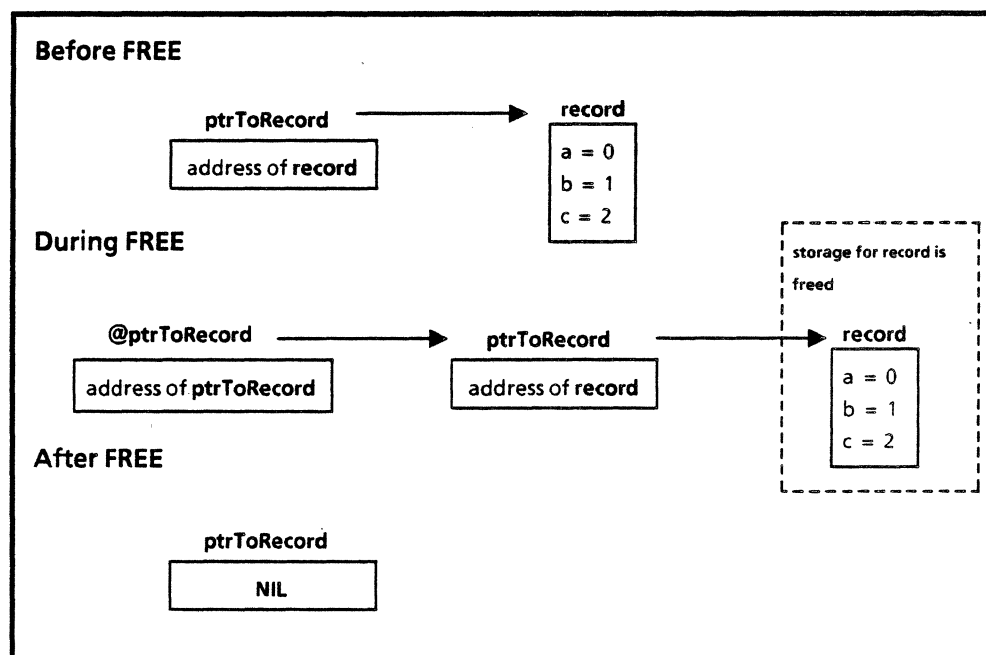 Before FREE
ptrToRecord
address of record
record
a = 0
b = 1
c = 2
During FREE
@ptrToRecord
address of ptrToRecord
ptrToRecord
address of record
storage for record is
freed
record
a = 0
b = 1
c = 2
After FREE
ptrToRecord
NIL